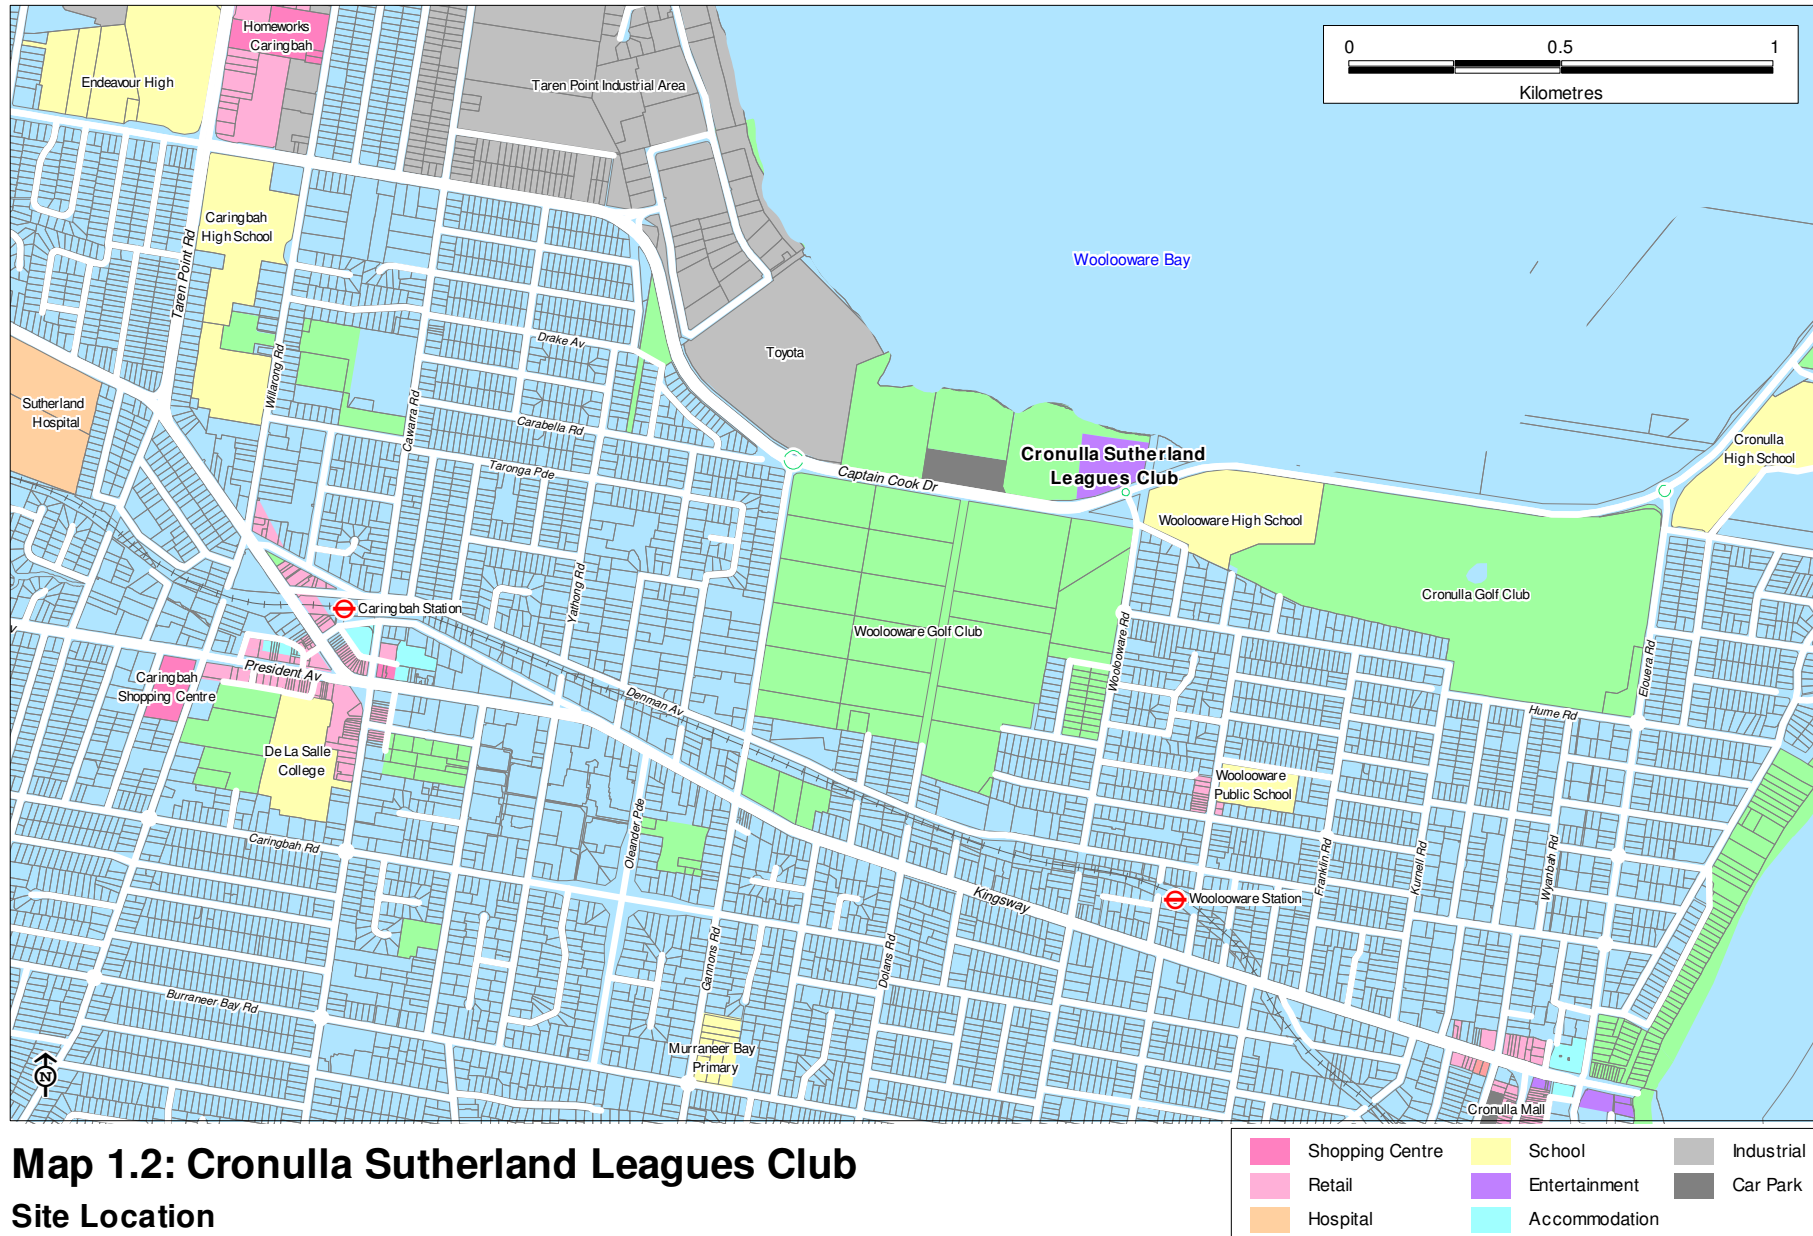 Homeworks
Caringbah
Endeavour High
Taren Point Industrial Area
0
0.5
1
Kilometres
Caringbah
High School
Taren Point Rd
Woolooware Bay
Drake Av
Toyota
Willarong Rd
Sutherland
Hospital
Cawarra Rd
Carabella Rd
Taronga Pde
Captain Cook Dr
Cronulla Sutherland
Leagues Club
Cronulla
High School
Woolooware High School
Yathong Rd
Cronulla Golf Club
Caringbah Station
Woolooware Golf Club
Woolooware Rd
Elouera Rd
President Av
Caringbah
Shopping Centre
Denman Av
Hume Rd
De La Salle
College
Woolooware
Public School
Oleander Pde
Caringbah Rd
Franklin Rd
Kurnell Rd
Wyanbah Rd
Kingsway
Woolooware Station
Gannons Rd
Dolans Rd
Burraneer Bay Rd
Murraneer Bay
Primary
N
Cronulla Mall
Map 1.2: Cronulla Sutherland Leagues Club
Site Location
Shopping Centre
School
Industrial
Retail
Entertainment
Car Park
Hospital
Accommodation